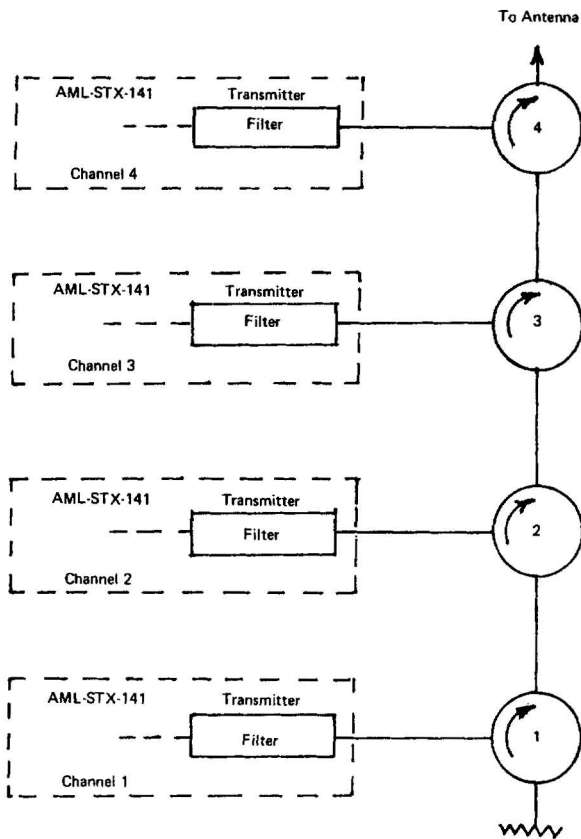 To Antenna
AML-STX-141 Transmitter
Filter
4
Channel 4
AML-STX-141 Transmitter
Filter
3
Channel 3
AML-STX-141 Transmitter
Filter
2
Channel 2
AML-STX-141 Transmitter
Filter
1
Channel 1